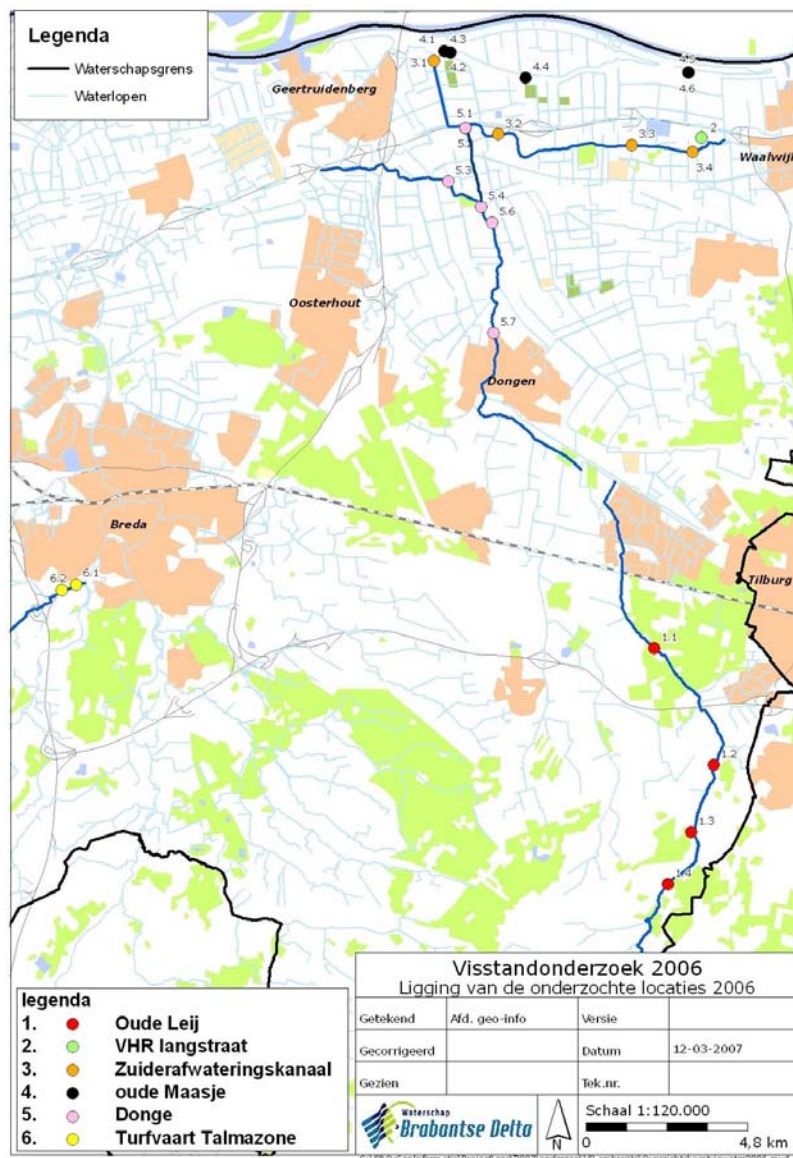 Legenda
Waterschapsgrens
Waterlopen
4.1
4.3
3.1
4.2
4.4
4.5
4.6
Geertruidenberg
5.1
3.2
3.3
2
3.4
Waalwijk
5.3
5.4
5.6
Oosterhout
5.7
Dongen
Breda
6.2
6.1
Tilburg
1.1
1.2
1.3
1.4
Visstandonderzoek 2006
Ligging van de onderzochte locaties 2006
Getekend Afd. geo-info Versie
Gecorrigeerd Datum 12-03-2007
Gezien Tek.nr.
Waterschap
Brabantse Delta
N
Schaal 1:120.000
0 4,8 km
legenda
1. Oude Leij
2. VHR langstraat
3. Zuiderafwateringskanaal
4. oude Maasje
5. Donge
6. Turfvaart Talmazone